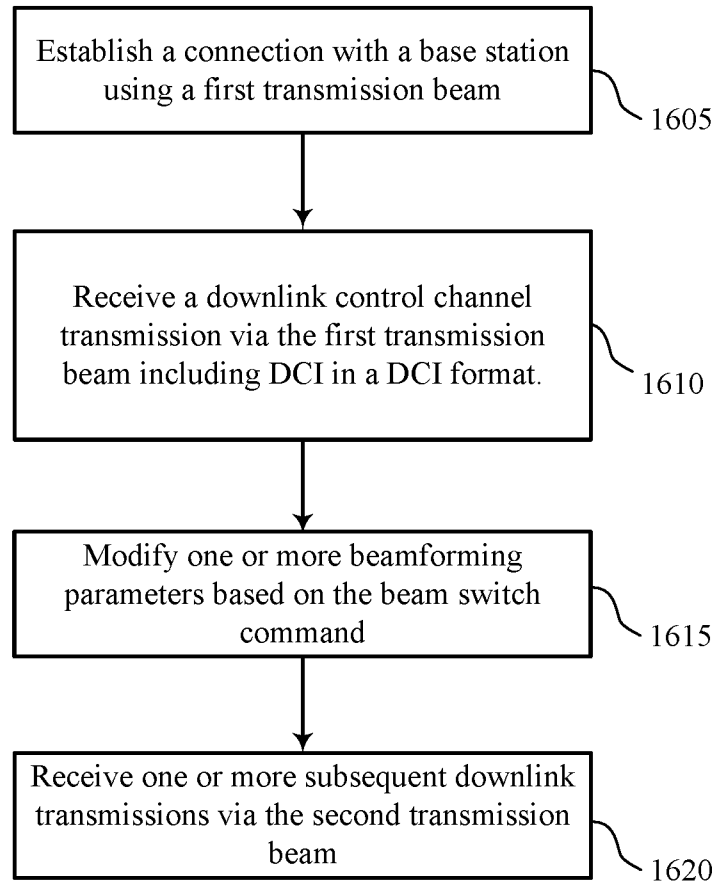 Establish a connection with a base station
using a first transmission beam
1605
Receive a downlink control channel
transmission via the first transmission
beam including DCI in a DCI format.
1610
Modify one or more beamforming
parameters based on the beam switch
command
1615
Receive one or more subsequent downlink
transmissions via the second transmission
beam
1620